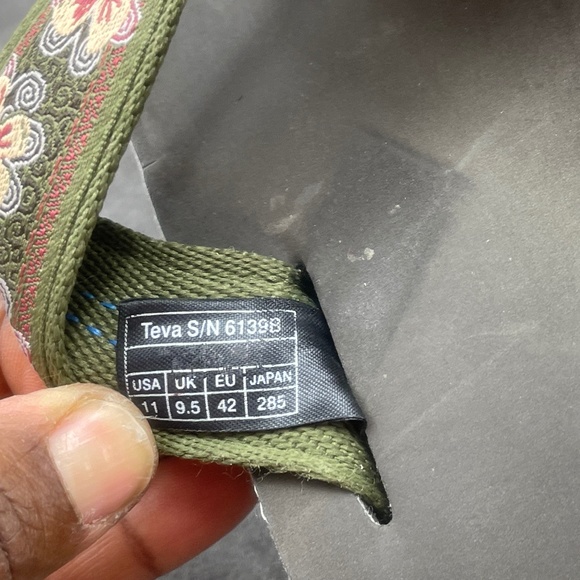 Teva S/N 6139B
USA UK EU JAPAN
11 9.5 42 285